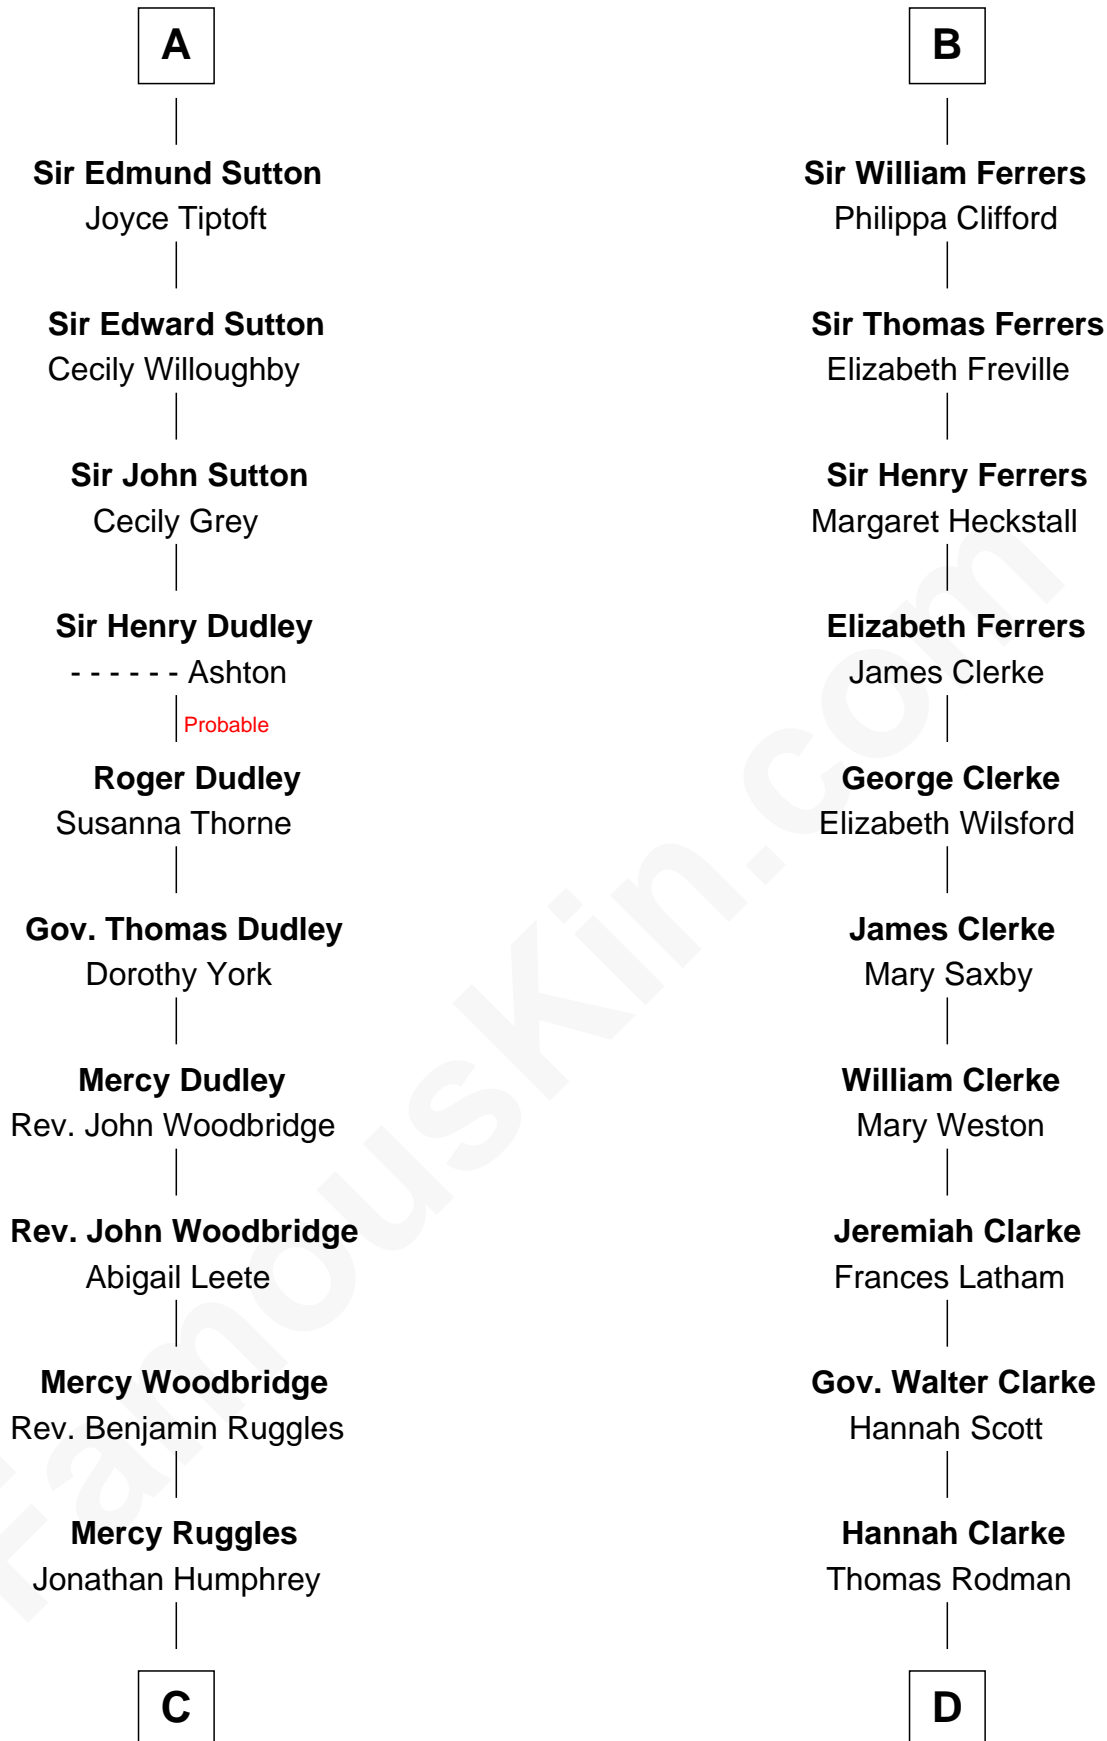 A
Sir Edmund Sutton
Joyce Tiptoft
Sir Edward Sutton
Cecily Willoughby
Sir John Sutton
Cecily Grey
Sir Henry Dudley
- - - - - - Ashton
Probable
Roger Dudley
Susanna Thorne
Gov. Thomas Dudley
Dorothy York
Mercy Dudley
Rev. John Woodbridge
Rev. John Woodbridge
Abigail Leete
Mercy Woodbridge
Rev. Benjamin Ruggles
Mercy Ruggles
Jonathan Humphrey
C
B
Sir William Ferrers
Philippa Clifford
Sir Thomas Ferrers
Elizabeth Freville
Sir Henry Ferrers
Margaret Heckstall
Elizabeth Ferrers
James Clerke
George Clerke
Elizabeth Wilsford
James Clerke
Mary Saxby
William Clerke
Mary Weston
Jeremiah Clarke
Frances Latham
Gov. Walter Clarke
Hannah Scott
Hannah Clarke
Thomas Rodman
D
FamousKin.com